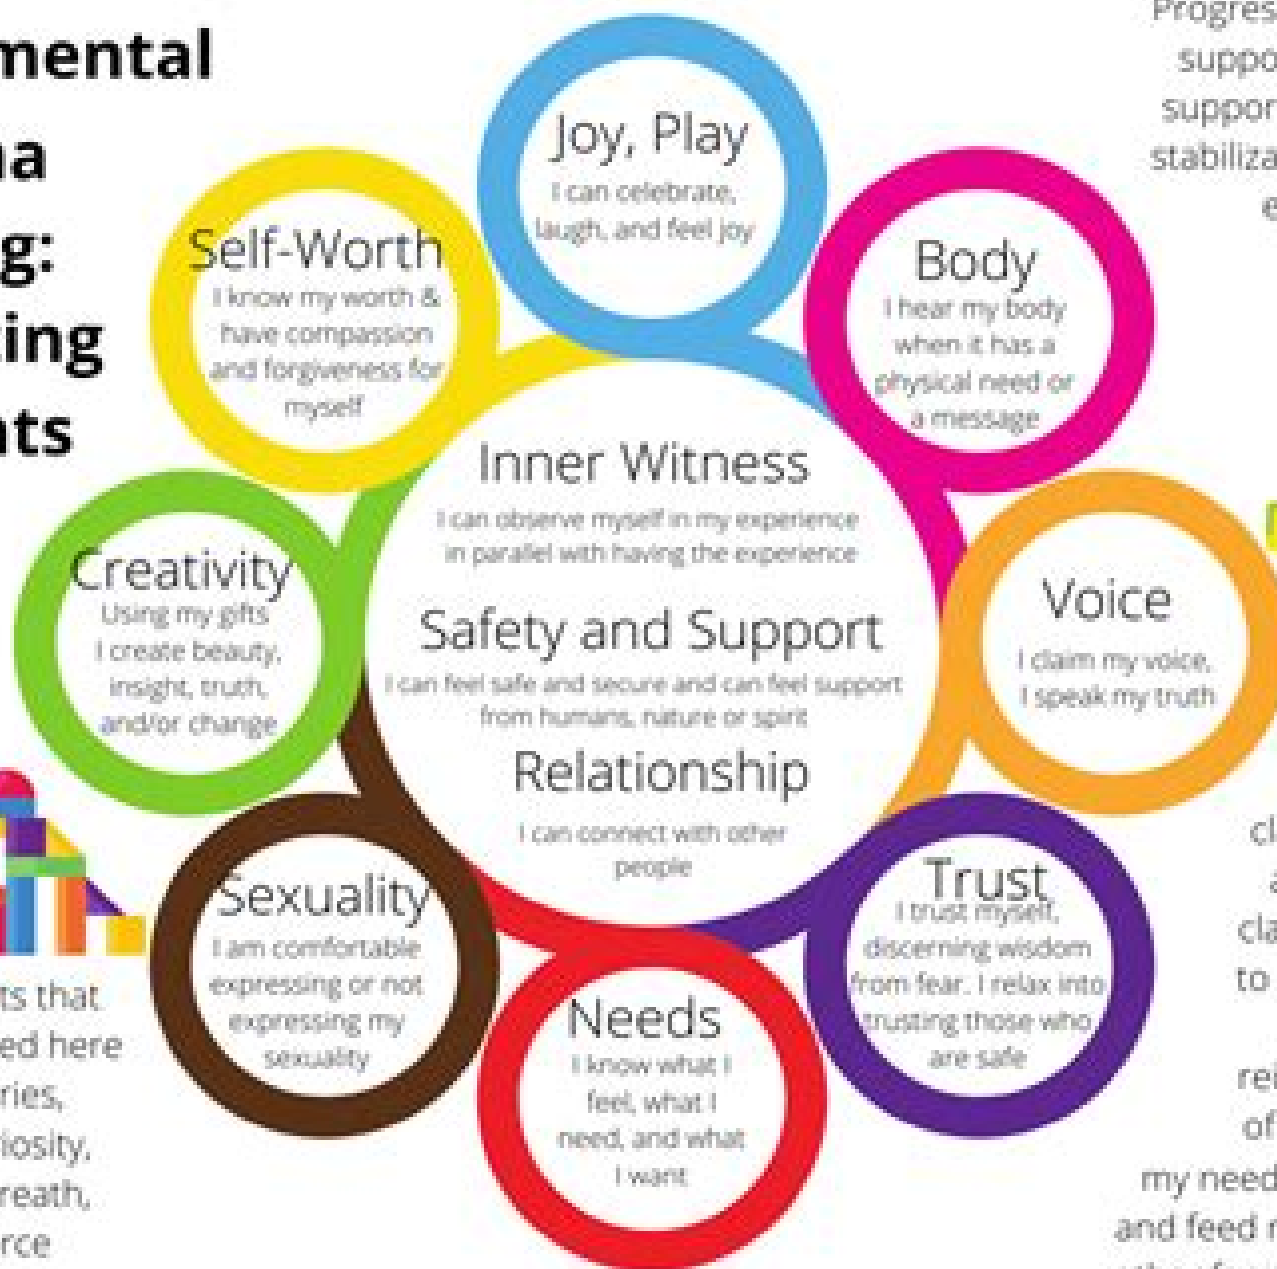 mental
na
g:
ting
nts
Progres
suppo
suppor
stabiliza
e
Joy, Play
I can celebrate,
laugh, and feel joy
Self-Worth
I know my worth &
have compassion
and forgiveness for
myself
Body
I hear my body
when it has a
physical need or
a message
Inner Witness
I can observe myself in my experience
in parallel with having the experience
Safety and Support
I can feel safe and secure and can feel support
from humans, nature or spirit
Relationship
I can connect with other
people
Creativity
Using my gifts
I create beauty,
insight, truth,
and/or change
Voice
I claim my voice,
I speak my truth
Sexuality
I am comfortable
expressing or not
expressing my
sexuality
Trust
I trust myself,
discerning wisdom
from fear. I relax into
trusting those who
are safe
Needs
I know what I
feel, what I
need, and what
I want
ts that
ed here
ries,
iosity,
reath,
rce
cl
a
cla
to
rei
of
my need
and feed r